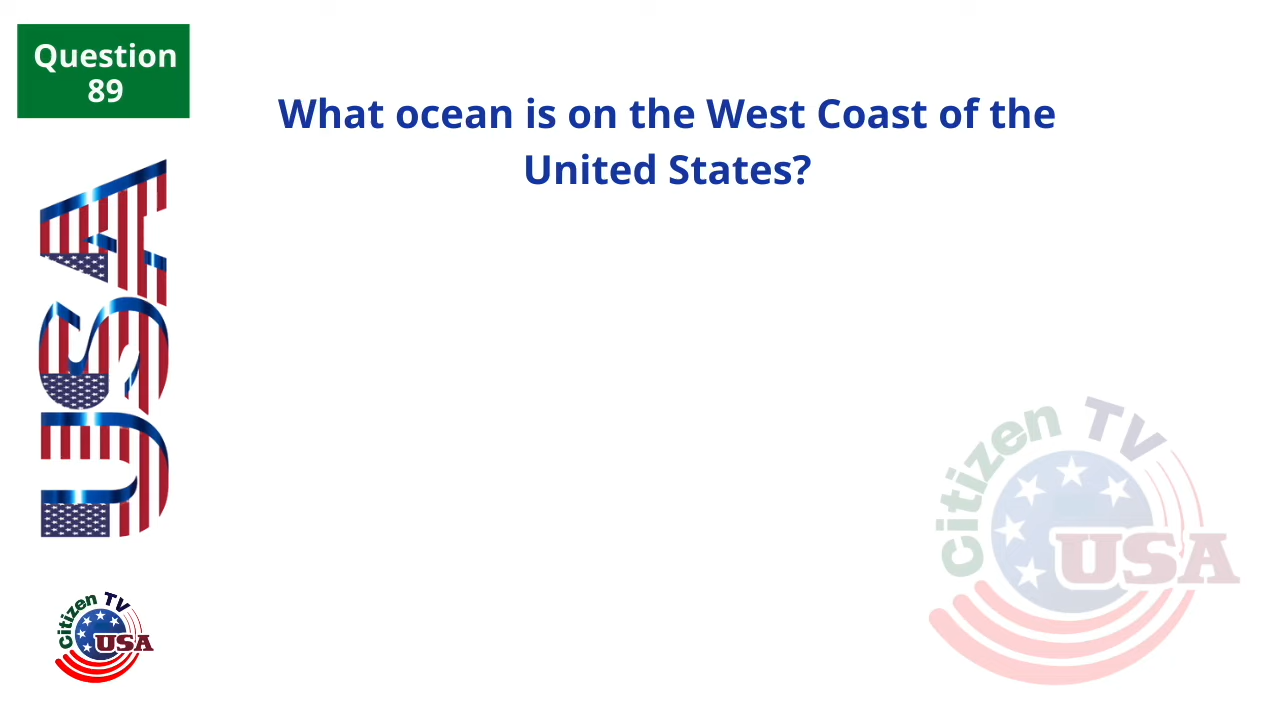 Question
89
What ocean is on the West Coast of the
United States?
USA
Citizen TV
USA
Citizen TV
USA